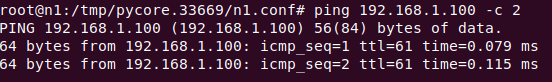 root@n1:/tmp/pycore.33669/n1.conf# ping 192.168.1.100 -c 2
PING 192.168.1.100 (192.168.1.100) 56(84) bytes of data.
64 bytes from 192.168.1.100: icmp_seq=1 ttl=61 time=0.079 ms
64 bytes from 192.168.1.100: icmp_seq=2 ttl=61 time=0.115 ms